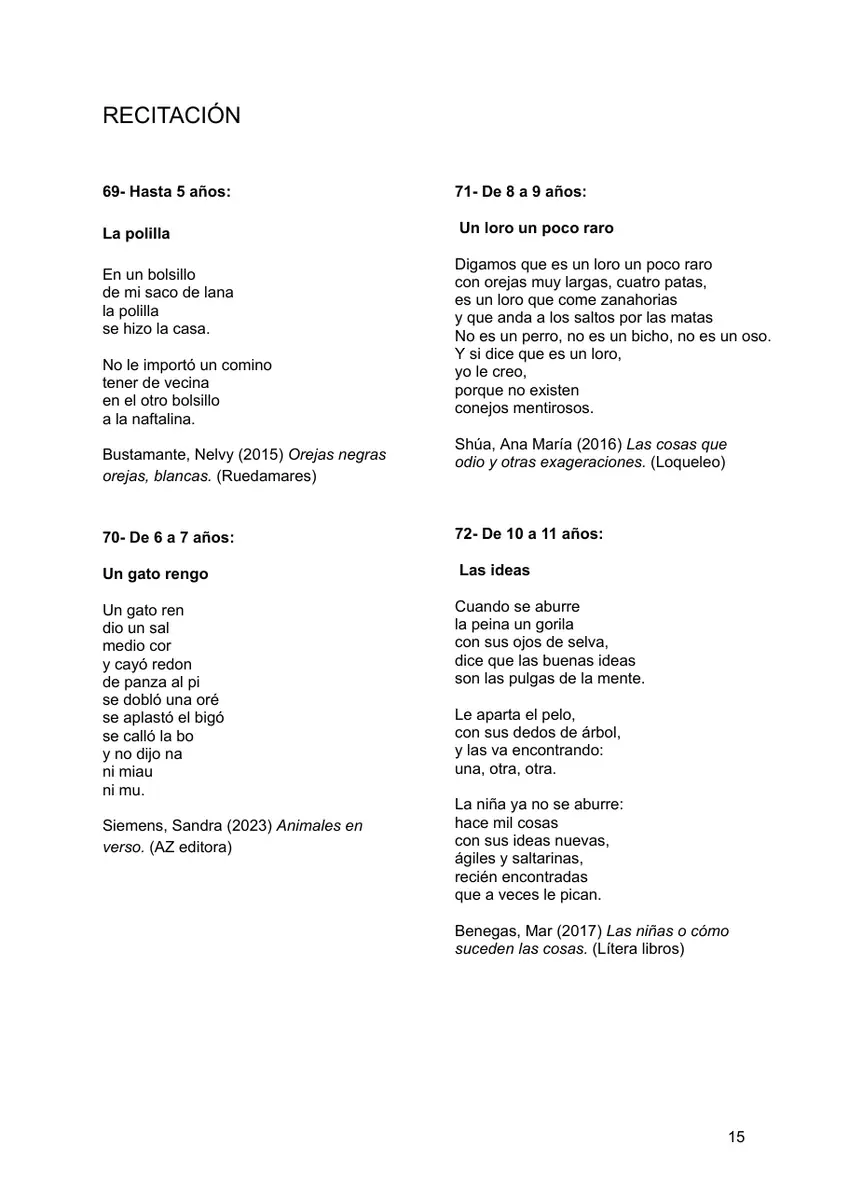 RECITACIÓN
69- Hasta 5 años:
La polilla
En un bolsillo
de mi saco de lana
la polilla
se hizo la casa.
No le importó un comino
tener de vecina
en el otro bolsillo
a la naftalina.
Bustamante, Nelvy (2015) Orejas negras
orejas, blancas. (Ruedamares)
70- De 6 a 7 años:
Un gato rengo
Un gato ren
dio un sal
medio cor
y cayó redon
de panza al pi
se dobló una oré
se aplastó el bigó
se calló la bo
y no dijo na
ni miau
ni mu.
Siemens, Sandra (2023) Animales en
verso. (AZ editora)
71- De 8 a 9 años:
Un loro un poco raro
Digamos que es un loro un poco raro
con orejas muy largas, cuatro patas,
es un loro que come zanahorias
y que anda a los saltos por las matas
No es un perro, no es un bicho, no es un oso.
Y si dice que es un loro,
yo le creo,
porque no existen
conejos mentirosos.
Shúa, Ana María (2016) Las cosas que
odio y otras exageraciones. (Loqueleo)
72- De 10 a 11 años:
Las ideas
Cuando se aburre
la peina un gorila
con sus ojos de selva,
dice que las buenas ideas
son las pulgas de la mente.
Le aparta el pelo,
con sus dedos de árbol,
y las va encontrando:
una, otra, otra.
La niña ya no se aburre:
hace mil cosas
con sus ideas nuevas,
ágiles y saltarinas,
recién encontradas
que a veces le pican.
Benegas, Mar (2017) Las niñas o cómo
suceden las cosas. (Lítera libros)
15